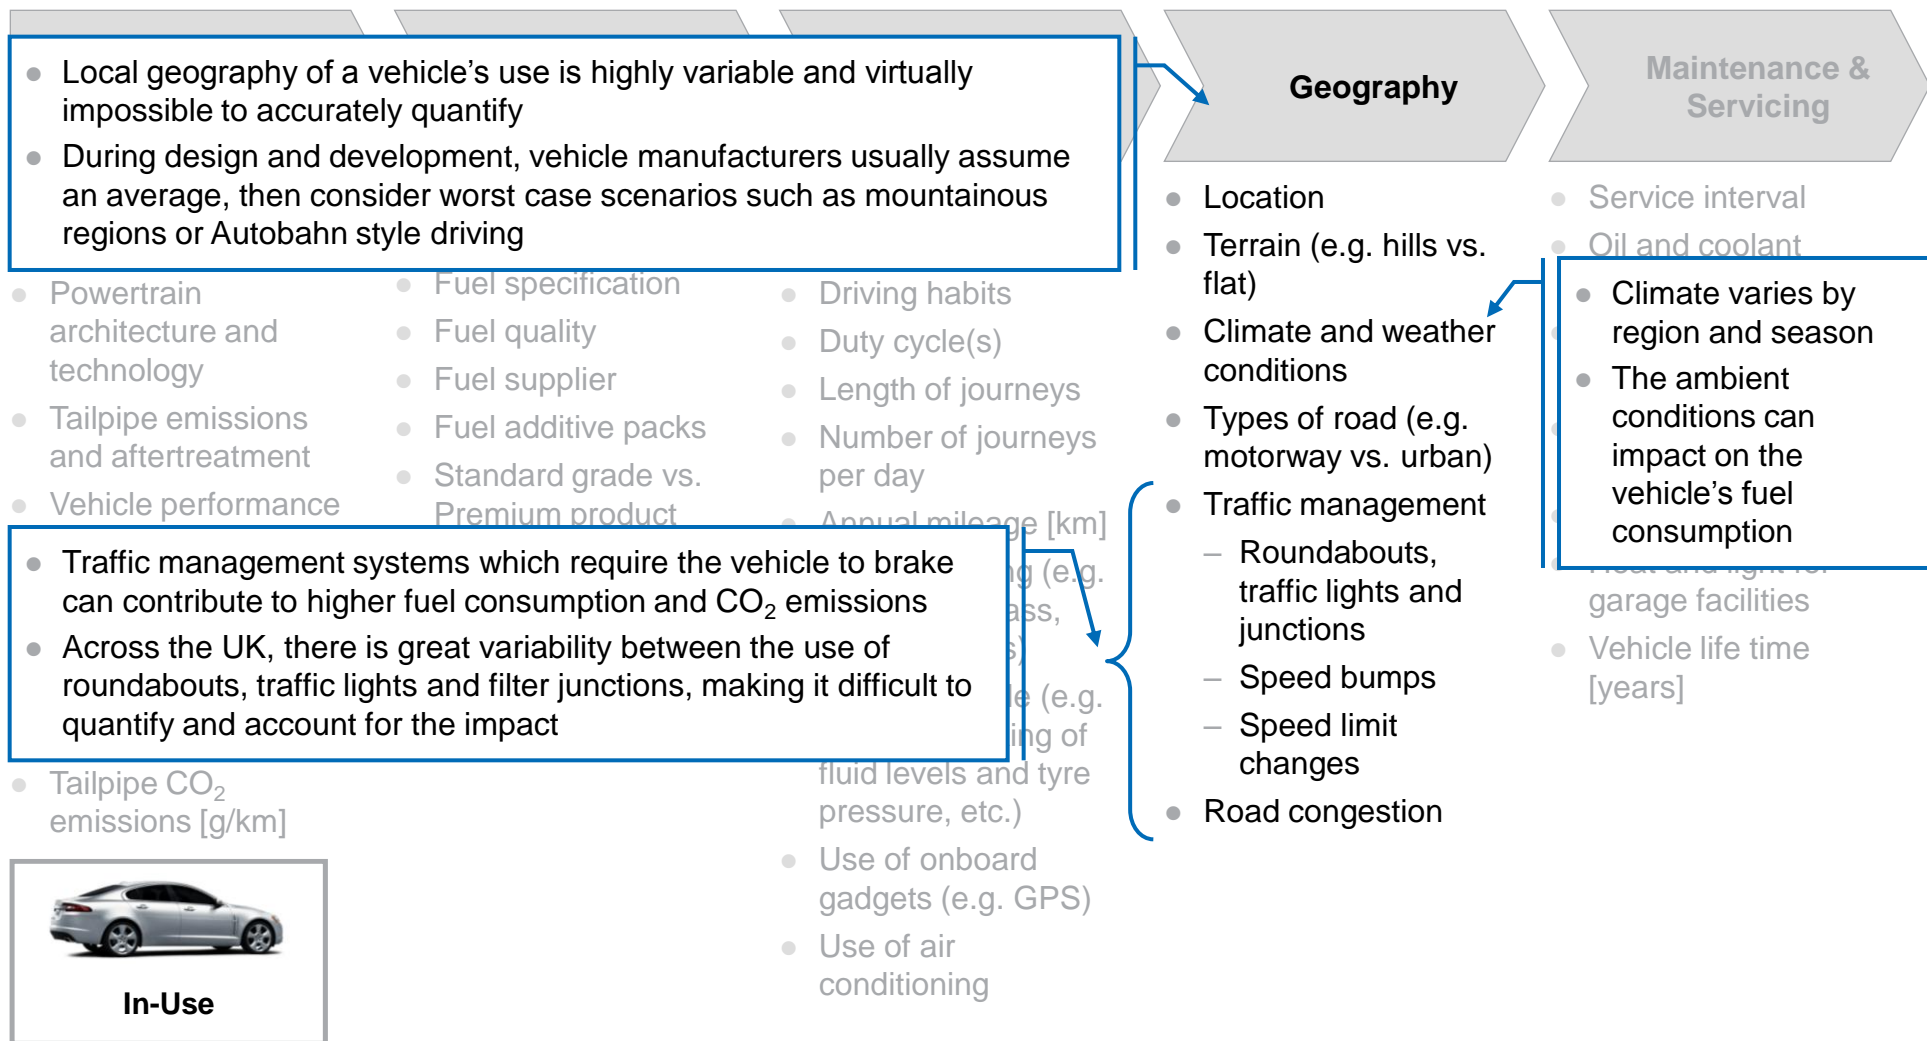 ● Local geography of a vehicle's use is highly variable and virtually
impossible to accurately quantify
● During design and development, vehicle manufacturers usually assume
an average, then consider worst case scenarios such as mountainous
regions or Autobahn style driving
● Powertrain
architecture and
technology
● Tailpipe emissions
and aftertreatment
● Vehicle performance
● Traffic management systems which require the vehicle to brake
can contribute to higher fuel consumption and CO₂ emissions
● Across the UK, there is great variability between the use of
roundabouts, traffic lights and filter junctions, making it difficult to
quantify and account for the impact
● Tailpipe CO₂
emissions [g/km]
In-Use
● Fuel specification
● Fuel quality
● Fuel supplier
● Fuel additive packs
● Standard grade vs.
Premium product
● Driving habits
● Duty cycle(s)
● Length of journeys
● Number of journeys
per day
● Annual mileage [km]
(e.g.
(e.g.
of
fluid levels and tyre
pressure, etc.)
● Use of onboard
gadgets (e.g. GPS)
● Use of air
conditioning
Geography
● Location
● Terrain (e.g. hills vs.
flat)
● Climate and weather
conditions
● Types of road (e.g.
motorway vs. urban)
● Traffic management
– Roundabouts,
traffic lights and
junctions
– Speed bumps
– Speed limit
changes
● Road congestion
Maintenance &
Servicing
● Service interval
● Oil and coolant
● Climate varies by
region and season
● The ambient
conditions can
impact on the
vehicle's fuel
consumption
● Heat and light for
garage facilities
● Vehicle life time
[years]